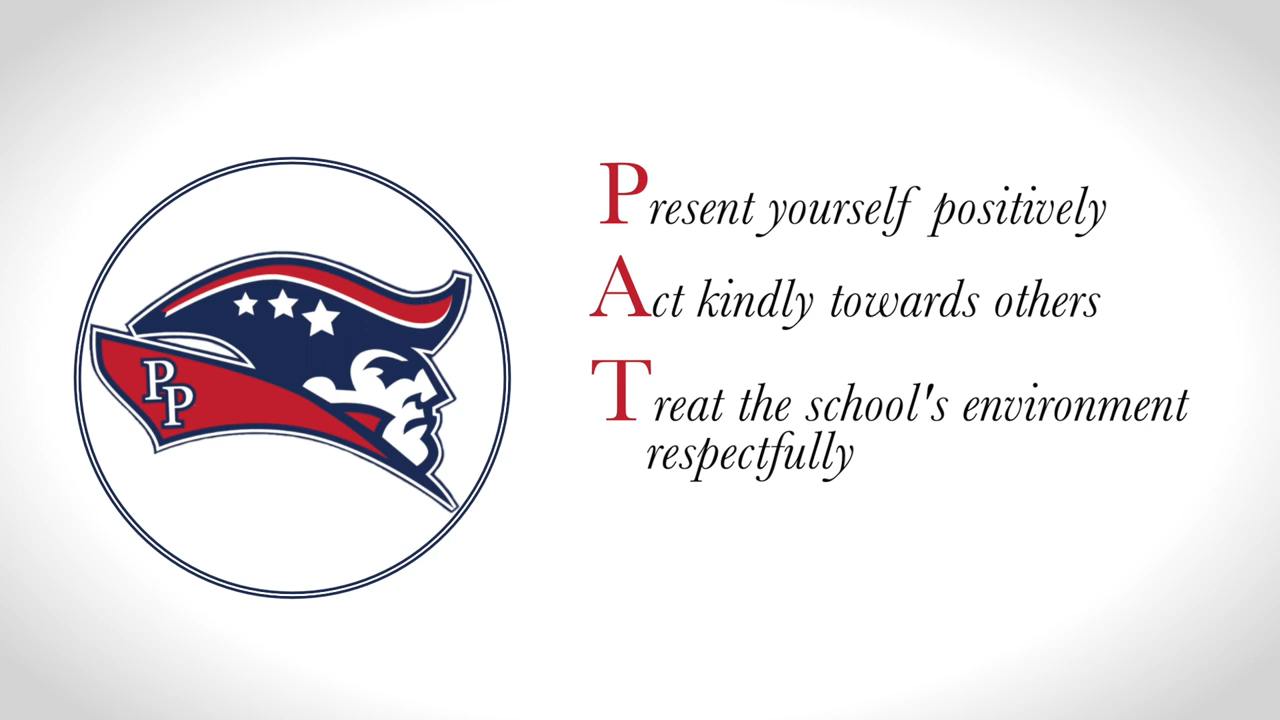 PP
Present yourself positively
Act kindly towards others
Treat the school's environment
respectfully